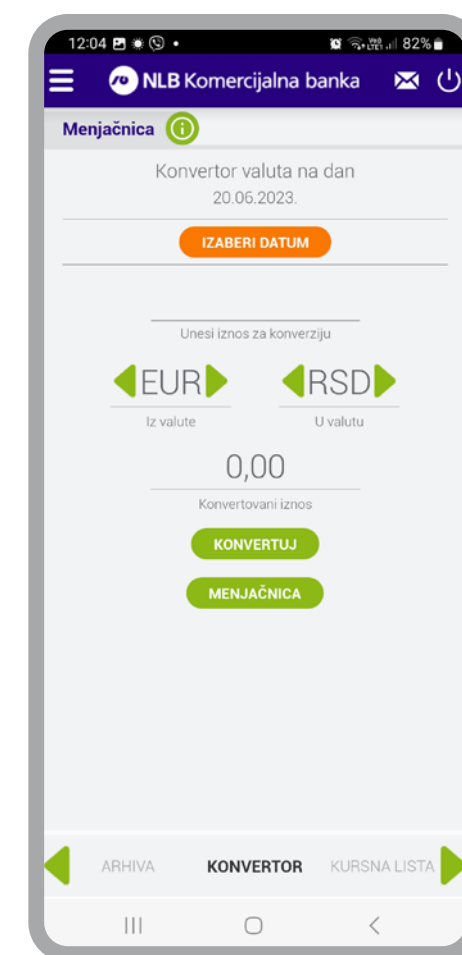 12:04 82%
NLB Komercijalna banka
Menjačnica
Konvertor valuta na dan
20.06.2023.
IZABERI DATUM
Unesi iznos za konverziju
EUR RSD
Iz valute U valutu
0,00
Konvertovani iznos
KONVERTUJ
MENJAČNICA
ARHIVA KONVERTOR KURSNA LISTA